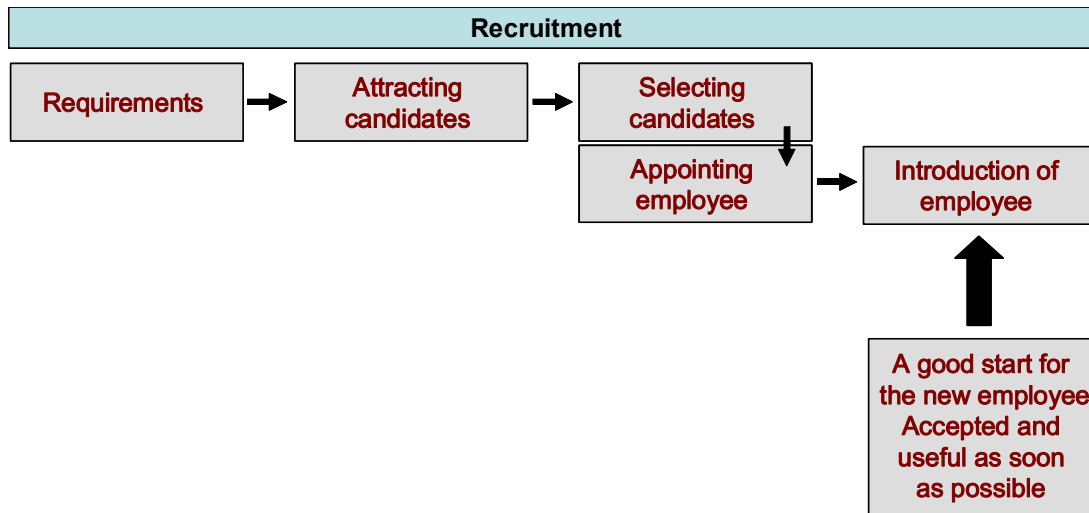 Recruitment
Requirements
Attracting
candidates
Selecting
candidates
Appointing
employee
Introduction of
employee
A good start for
the new employee
Accepted and
useful as soon
as possible